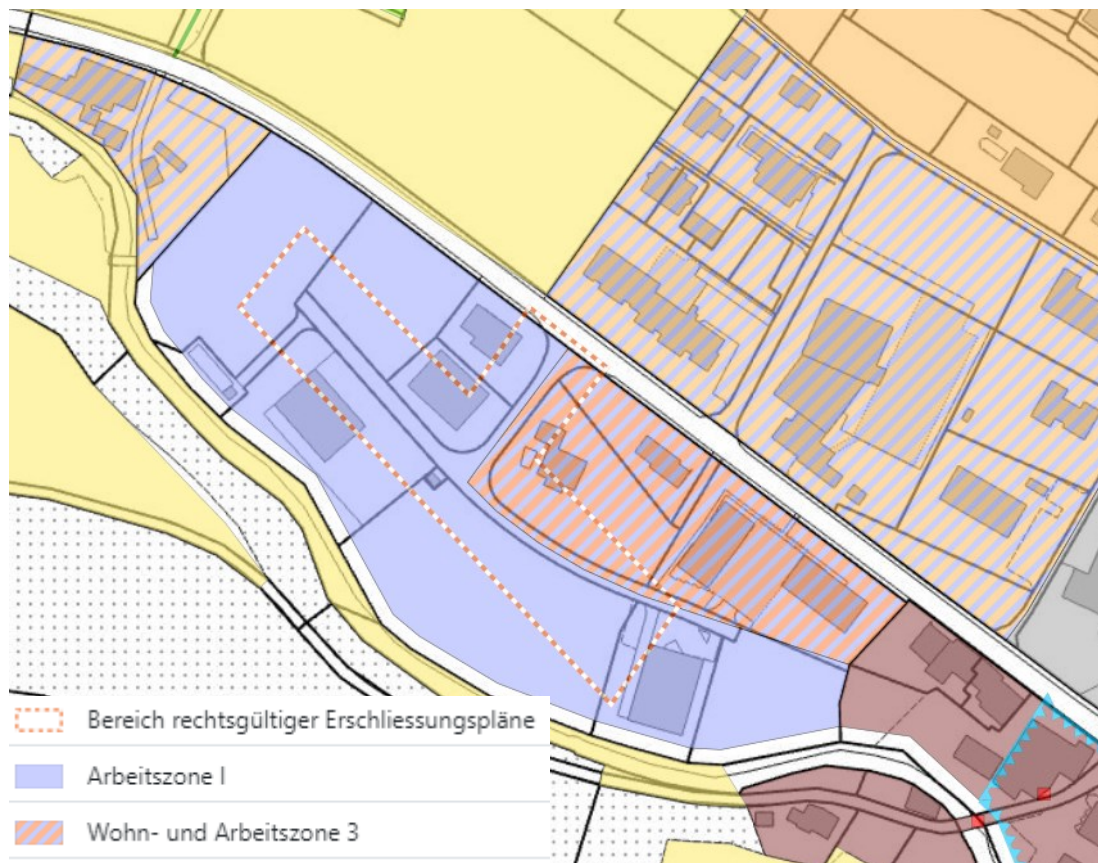 Bereich rechtsgültiger Erschliessungspläne
Arbeitszone I
Wohn- und Arbeitszone 3